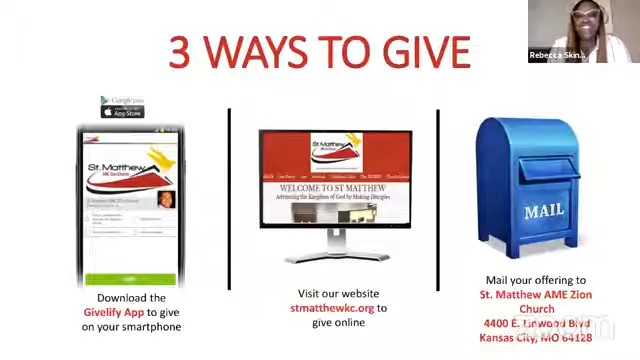 3 WAYS TO GIVE
Rebecca Skin...
Google play
App Store
St. Matthew
St. Matthew
WELCOME TO ST MATTHEW
Advancing the Kingdom of God by Making Disciples
MAIL
Download the
Givelify App to give
on your smartphone
Visit our website
stmatthewkc.org to
give online
Mail your offering to
St. Matthew AME Zion
Church
4400 E. Linwood Blvd
Kansas City, MO 64128
zoom